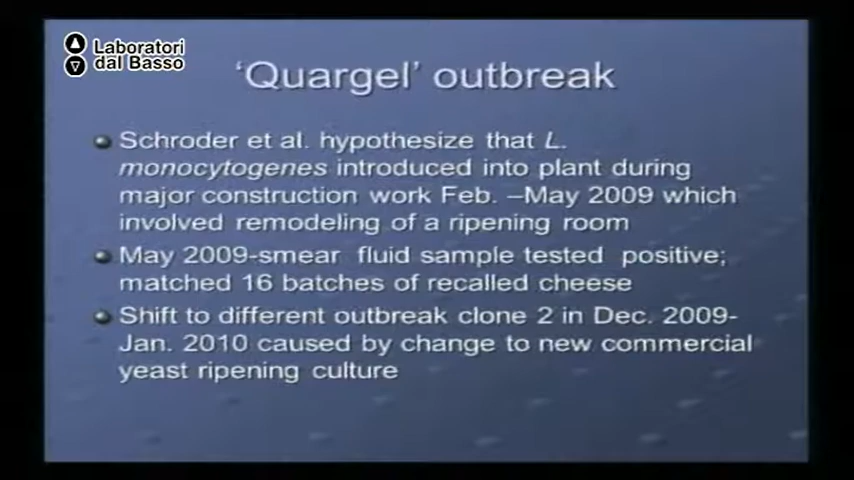 Laboratori
dal Basso
‘Quargel’ outbreak
Schroder et al. hypothesize that L.
monocytogenes introduced into plant during
major construction work Feb. –May 2009 which
involved remodeling of a ripening room
May 2009-smear fluid sample tested positive;
matched 16 batches of recalled cheese
Shift to different outbreak clone 2 in Dec. 2009-
Jan. 2010 caused by change to new commercial
yeast ripening culture